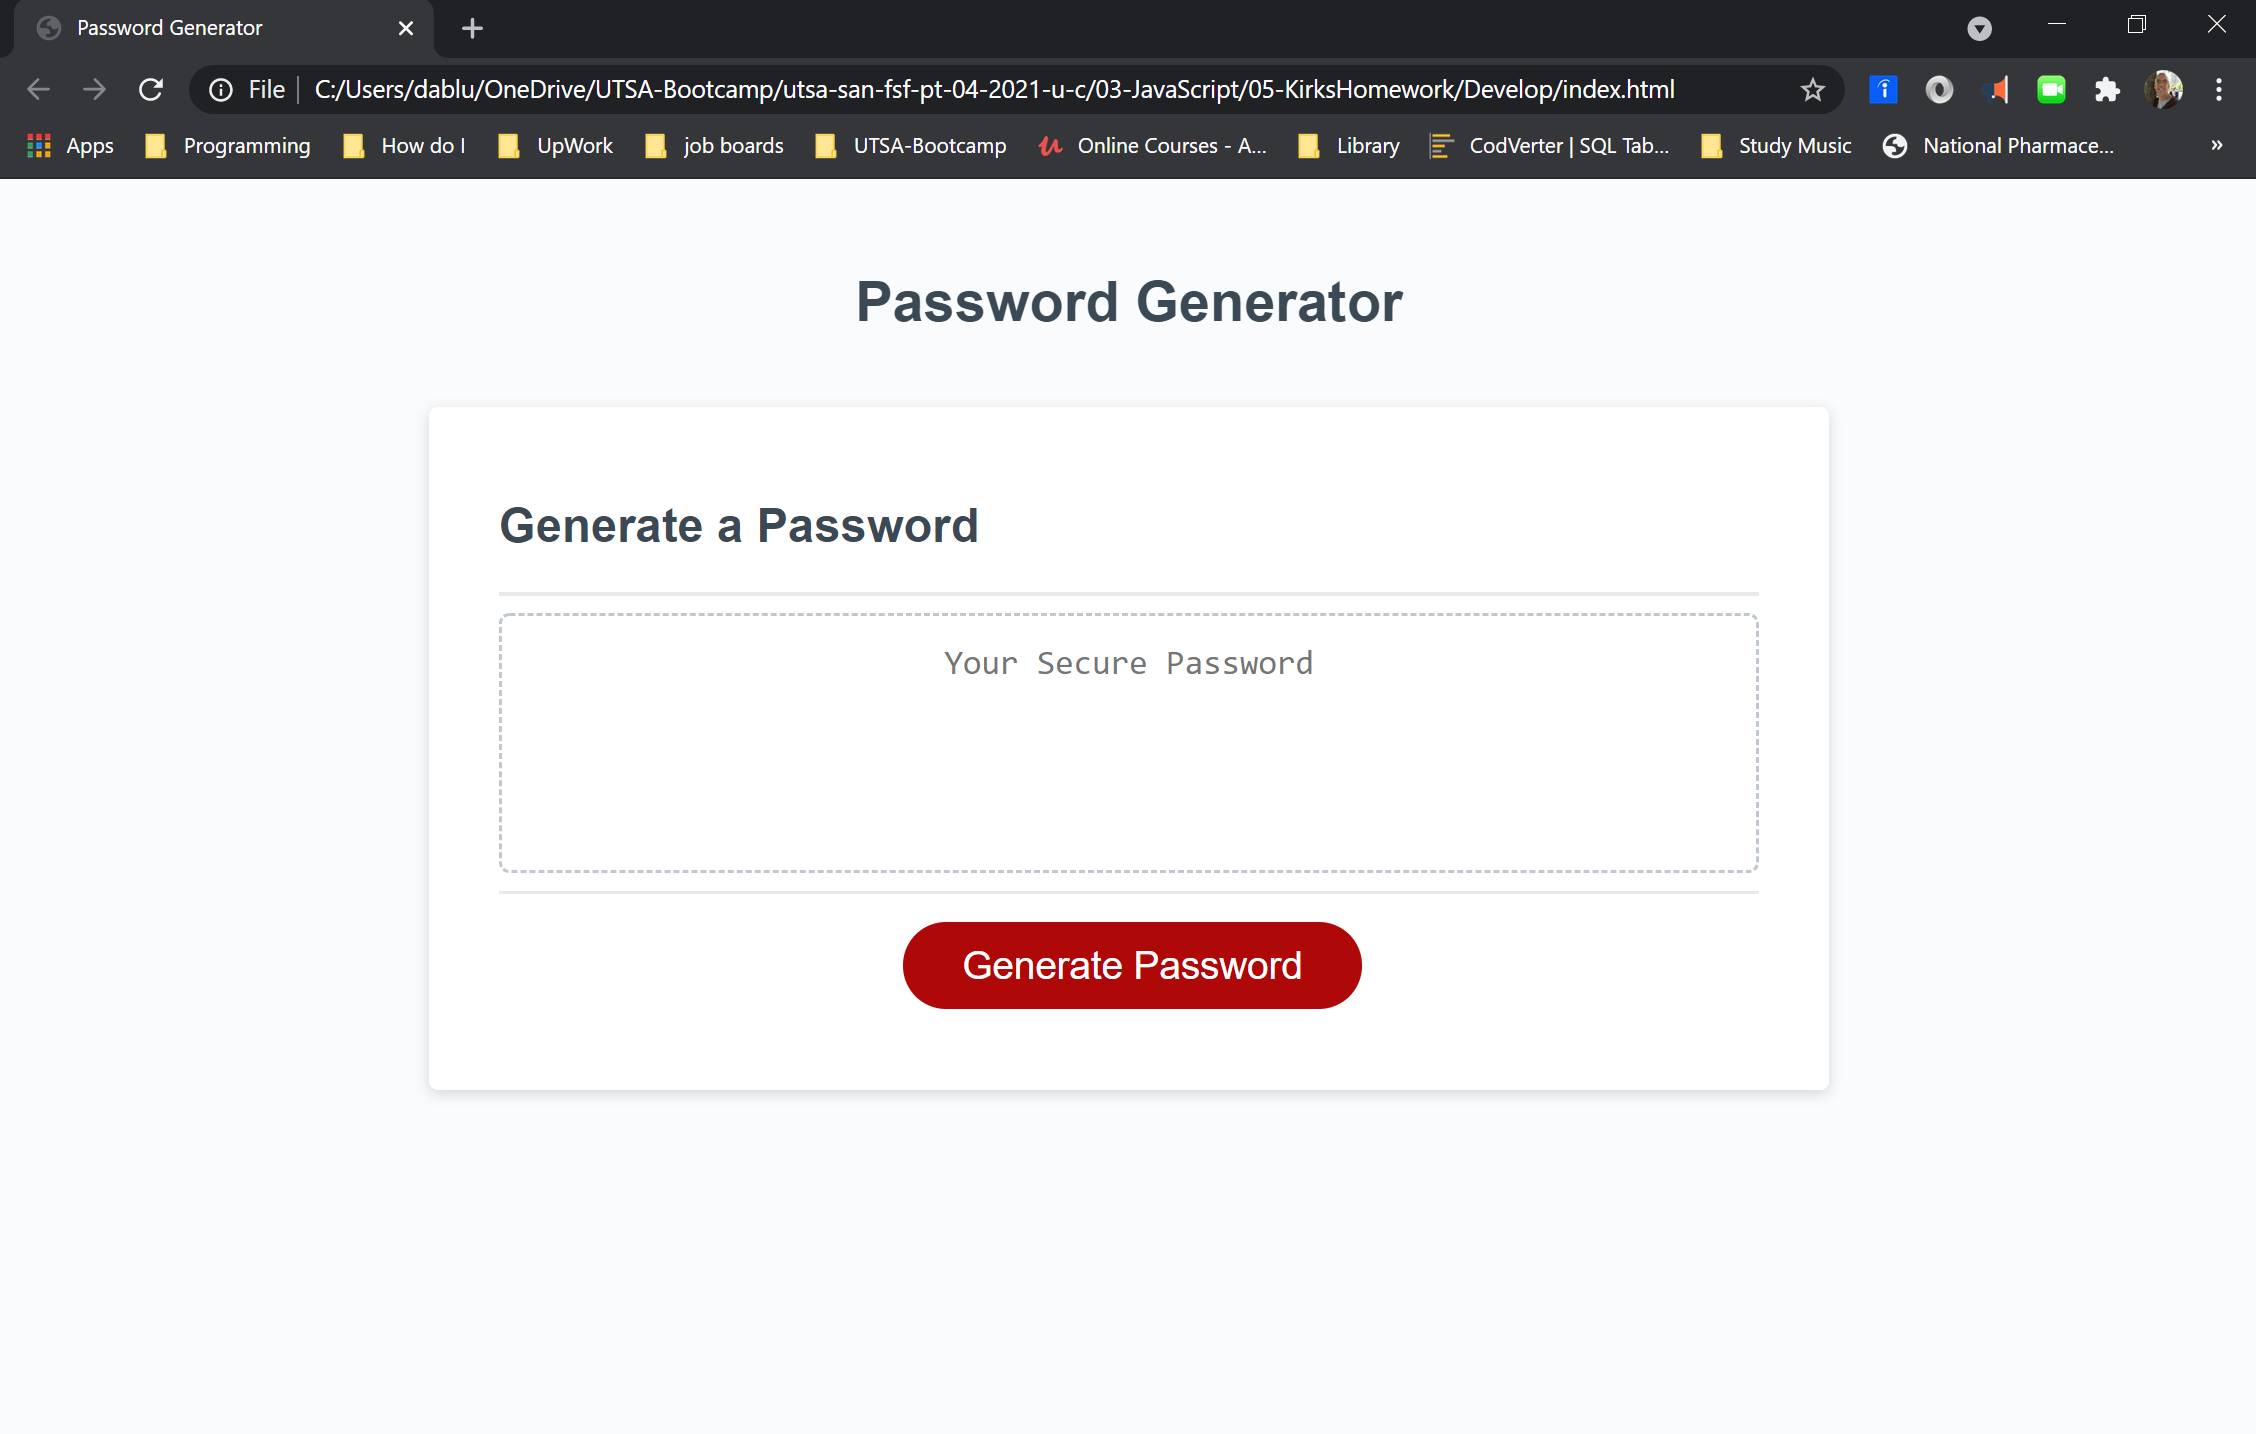 Password Generator
File C:/Users/dablu/OneDrive/UTSA-Bootcamp/utsa-san-fsf-pt-04-2021-u-c/03-JavaScript/05-KirksHomework/Develop/index.html
Apps Programming How do I UpWork job boards UTSA-Bootcamp Online Courses - A... Library CodVerter | SQL Tab... Study Music National Pharmace... »
Password Generator
Generate a Password
Your Secure Password
Generate Password